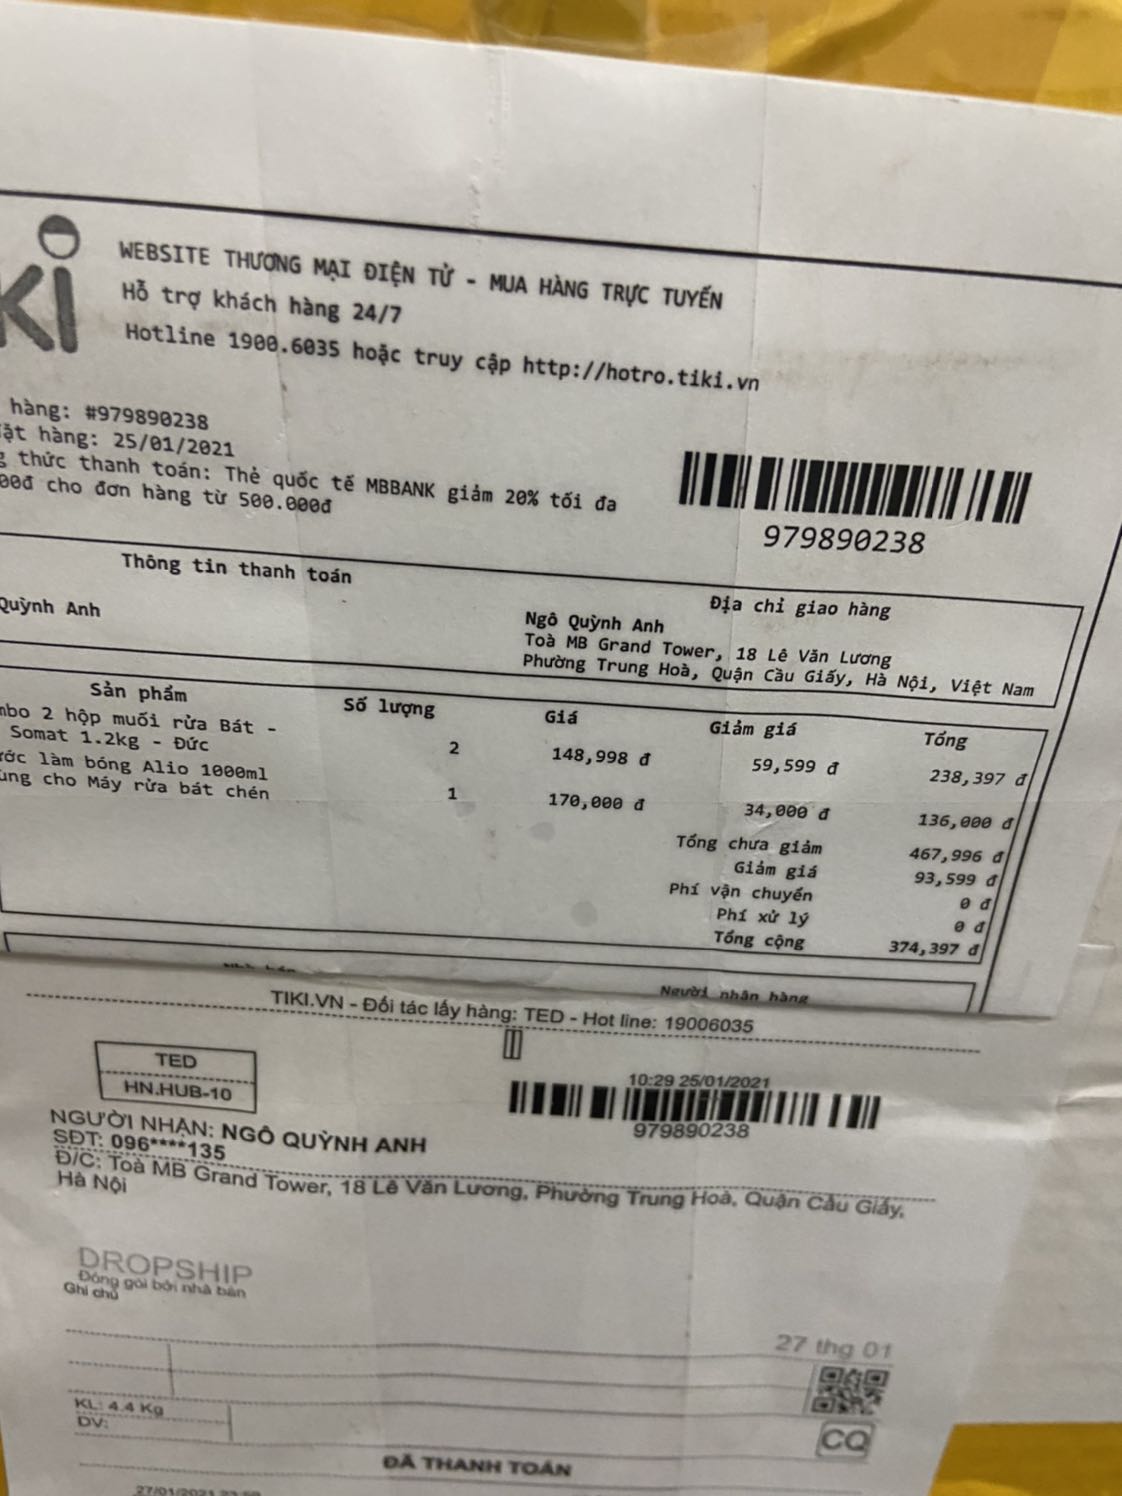 KI
WEBSITE THƯƠNG MẠI ĐIỆN TỬ - MUA HÀNG TRỰC TUYẾN
Hỗ trợ khách hàng 24/7
Hotline 1900.6035 hoặc truy cập http://hotro.tiki.vn
hàng: #979890238
ặt hàng: 25/01/2021
g thức thanh toán: Thẻ quốc tế MBBANK giảm 20% tối đa
00đ cho đơn hàng từ 500.000đ
979890238
Thông tin thanh toán Địa chỉ giao hàng
Quỳnh Anh
Ngô Quỳnh Anh
Toà MB Grand Tower, 18 Lê Văn Lương
Phường Trung Hoà, Quận Cầu Giấy, Hà Nội, Việt Nam
Sản phẩm Số lượng Giá Giảm giá Tổng
mbo 2 hộp muối rửa Bát - 2 148,998 đ 59,599 đ 238,397 đ
Somat 1.2kg - Đức
ớc làm bóng Alio 1000ml 1 170,000 đ 34,000 đ 136,000 đ
ùng cho Máy rửa bát chén
Tổng chưa giảm 467,996 đ
Giảm giá 93,599 đ
Phí vận chuyển 0 đ
Phí xử lý 0 đ
Tổng cộng 374,397 đ
Người nhận hàng
TIKI.VN - Đối tác lấy hàng: TED - Hot line: 19006035
TED
HN.HUB-10
10:29 25/01/2021
979890238
NGƯỜI NHẬN: NGÔ QUỲNH ANH
SĐT: 096****135
Đ/C: Toà MB Grand Tower, 18 Lê Văn Lương, Phường Trung Hoà, Quận Cầu Giấy,
Hà Nội
DROPSHIP
Đóng gói bởi nhà bán
Ghi chú
27 thg 01
KL: 4.4 Kg
DV:
CQ
ĐÃ THANH TOÁN
27/01/2021